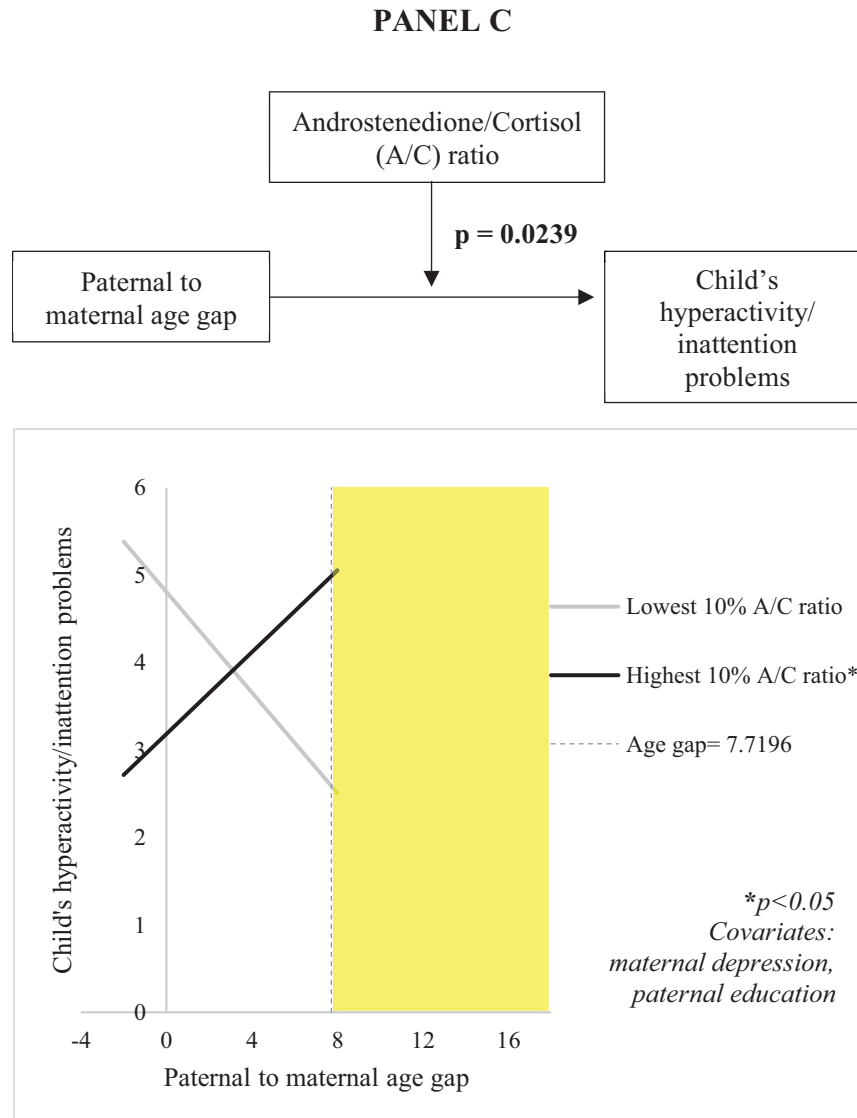 PANEL C
Androstenedione/Cortisol
(A/C) ratio
p = 0.0239
Paternal to
maternal age gap
Child’s
hyperactivity/
inattention
problems
Child's hyperactivity/inattention problems
6
5
4
3
2
1
0
-4 0 4 8 12 16
Paternal to maternal age gap
Lowest 10% A/C ratio
Highest 10% A/C ratio*
Age gap= 7.7196
*p<0.05
Covariates:
maternal depression,
paternal education